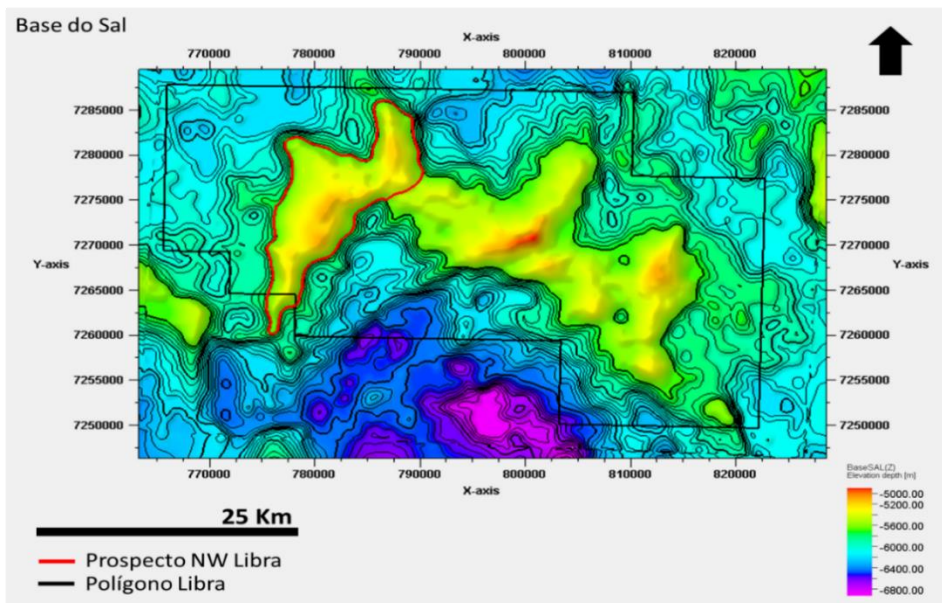 Base do Sal
X-axis
770000 780000 790000 800000 810000 820000
7285000 7285000
7280000 7280000
7275000 7275000
7270000 7270000
Y-axis Y-axis
7265000 7265000
7260000 7260000
7255000 7255000
7250000 7250000
770000 780000 790000 800000 810000 820000
X-axis
BaseSAL(Z)
Elevation depth [m]
-5000.00
-5200.00
-5600.00
-6000.00
-6400.00
-6800.00
25 Km
Prospecto NW Libra
Polígono Libra